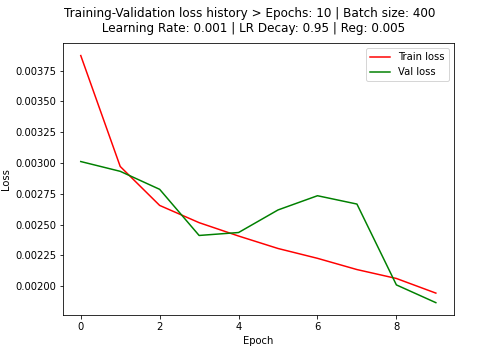 Training-Validation loss history > Epochs: 10 | Batch size: 400
Learning Rate: 0.001 | LR Decay: 0.95 | Reg: 0.005
Train loss
Val loss
0.00375
0.00350
0.00325
0.00300
0.00275
0.00250
0.00225
0.00200
Loss
0 2 4 6 8
Epoch